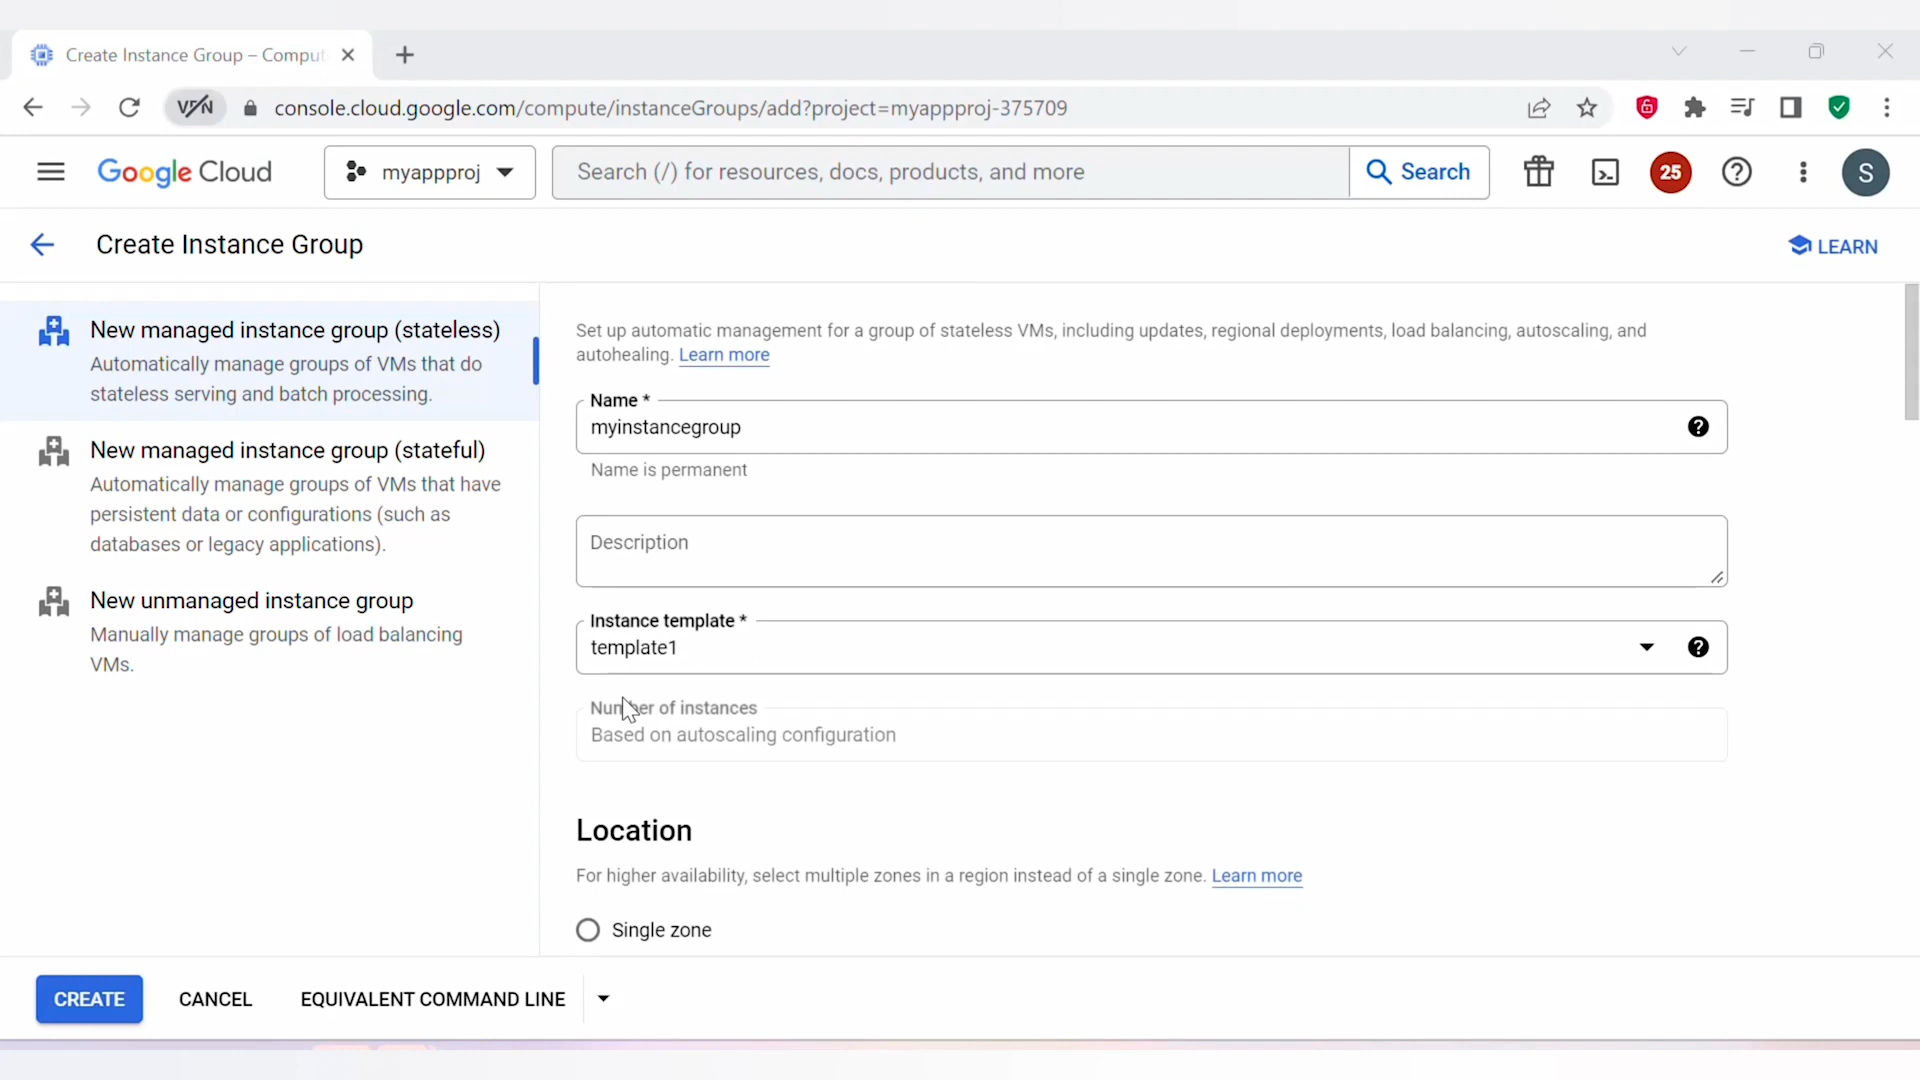 Create Instance Group – Comput
VPN
console.cloud.google.com/compute/instanceGroups/add?project=myappproj-375709
Google Cloud
myappproj
Search (/) for resources, docs, products, and more
Search
25
S
Create Instance Group
LEARN
New managed instance group (stateless)
Automatically manage groups of VMs that do
stateless serving and batch processing.
New managed instance group (stateful)
Automatically manage groups of VMs that have
persistent data or configurations (such as
databases or legacy applications).
New unmanaged instance group
Manually manage groups of load balancing
VMs.
Set up automatic management for a group of stateless VMs, including updates, regional deployments, load balancing, autoscaling, and
autohealing. Learn more
Name *
myinstancegroup
Name is permanent
Description
Instance template *
template1
Number of instances
Based on autoscaling configuration
Location
For higher availability, select multiple zones in a region instead of a single zone. Learn more
Single zone
CREATE
CANCEL
EQUIVALENT COMMAND LINE